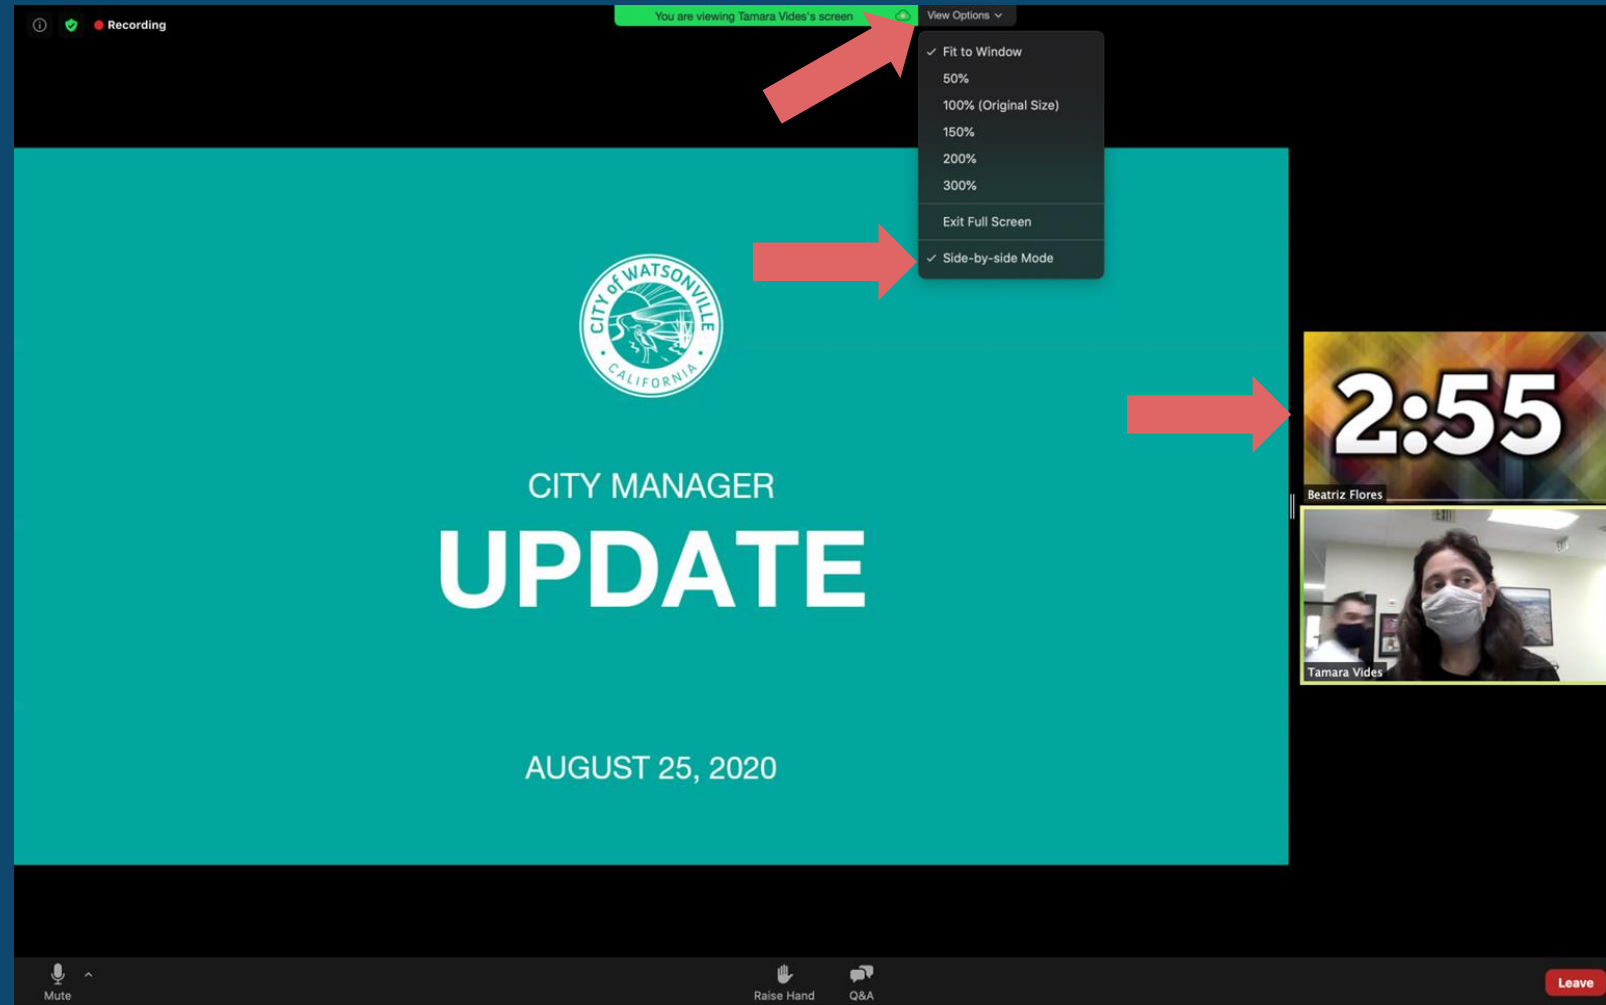 Recording
You are viewing Tamara Vides's screen
View Options
Fit to Window
50%
100% (Original Size)
150%
200%
300%
Exit Full Screen
Side-by-side Mode
CITY of WATSONVILLE
CALIFORNIA
CITY MANAGER
UPDATE
AUGUST 25, 2020
2:55
Beatriz Flores
Tamara Vides
Mute
Raise Hand
Q&A
Leave